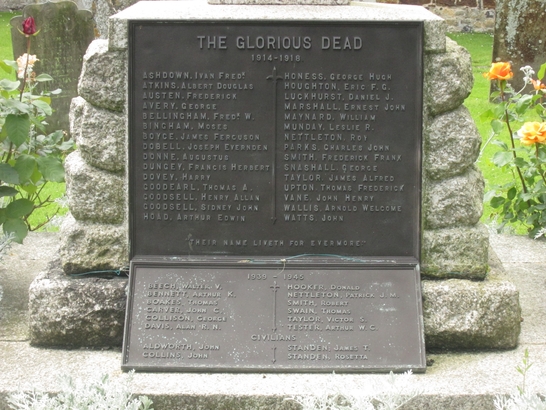 THE GLORIOUS DEAD
1914-1918
ASHDOWN, IVAN FREDK
ATKINS, ALBERT DOUGLAS
AUSTEN, FREDERICK
AVERY, GEORGE
BELLINGHAM, FREDK W.
BINGHAM, MOSES
BOYCE, JAMES FERGUSON
DOBELL, JOSEPH EVERNDEN
DONNE, AUGUSTUS
DUNGEY, FRANCIS HERBERT
DOVEY, HARRY
GOODEARL, THOMAS A.
GOODSELL, HENRY ALLAN
GOODSELL, SIDNEY JOHN
HOAD, ARTHUR EDWIN
HONESS, GEORGE HUGH
HOUGHTON, ERIC F.G.
LUCKHURST, DANIEL J.
MARSHALL, ERNEST JOHN
MAYNARD, WILLIAM
MUNDAY, LESLIE R.
NETTLETON, ROY
PARKS, CHARLES JOHN
SMITH, FREDERICK FRANK
SNASHALL, GEORGE
TAYLOR, JAMES ALFRED
UPTON, THOMAS FREDERICK
VANE, JOHN HENRY
WALLIS, ARNOLD WELCOME
WATTS, JOHN
"THEIR NAME LIVETH FOR EVERMORE"
1939 - 1945
BEECH, WALTER V.
BENNETT, ARTHUR K.
BOAKES, THOMAS
CARVER, JOHN C.
COLLISON, GEORGE
DAVIS, ALAN R. N.
HOOKER, DONALD
NETTLETON, PATRICK J. M.
SMITH, ROBERT
SWAIN, THOMAS
TAYLOR, VICTOR S.
TESTER, ARTHUR W. C.
CIVILIANS
ALDWORTH, JOHN
COLLINS, JOHN
STANDEN, JAMES T.
STANDEN, ROSETTA